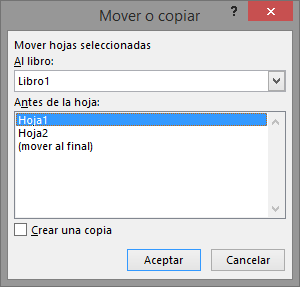 Mover o copiar
Mover hojas seleccionadas
Al libro:
Libro1
Antes de la hoja:
Hoja1
Hoja2
(mover al final)
Crear una copia
Aceptar
Cancelar